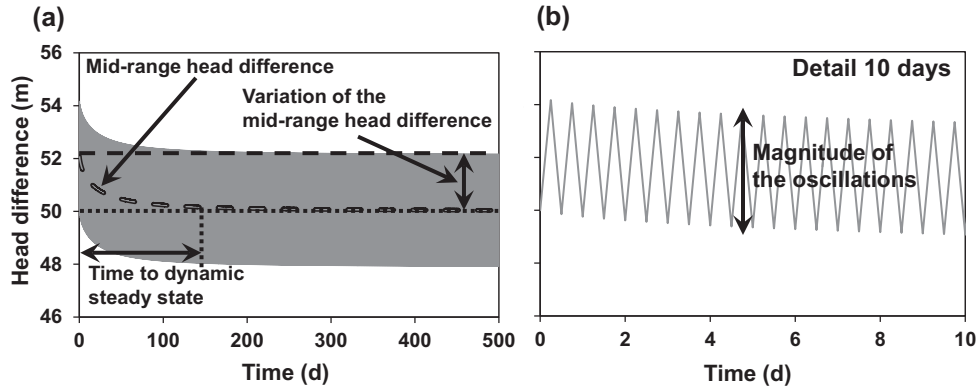 (a)
56
54
52
50
48
46
Head difference (m)
Mid-range head difference
Variation of the
mid-range head difference
Time to dynamic
steady state
0
100
200
300
400
500
Time (d)
(b)
Detail 10 days
Magnitude of
the oscillations
0
2
4
6
8
10
Time (d)